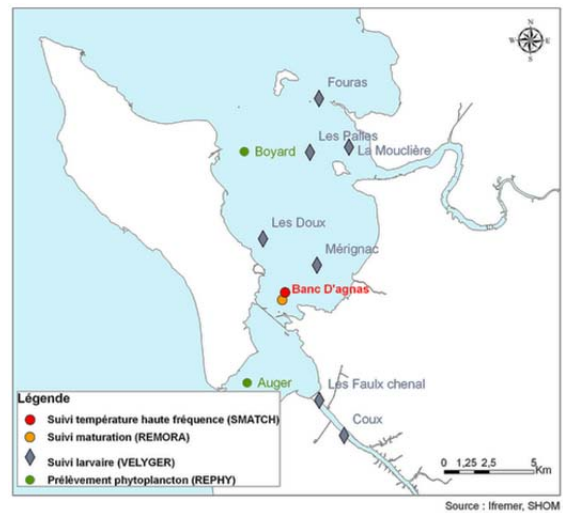 N
W E
S
Fouras
Les Palles
La Mouclière
Boyard
Les Doux
Mérignac
Banc D'agnas
Auger
Les Faulx chenal
Coux
Légende
Suivi température haute fréquence (SMATCH)
Suivi maturation (REMORA)
Suivi larvaire (VELYGER)
Prélèvement phytoplancton (REPHY)
0 1,25 2,5 5
Km
Source : Ifremer, SHOM